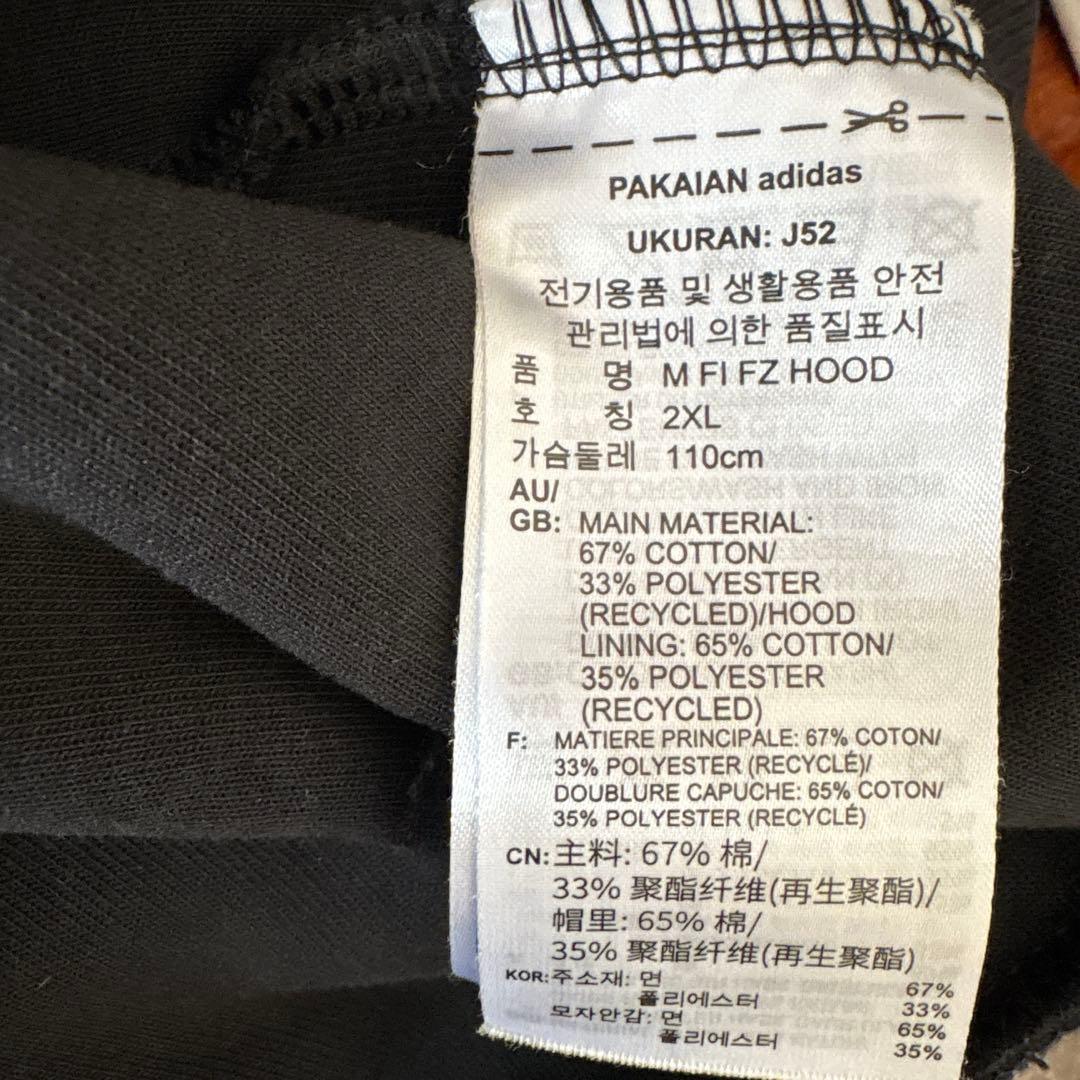 PAKAIAN adidas
UKURAN: J52
전기용품 및 생활용품 안전
관리법에 의한 품질표시
품 명 M FI FZ HOOD
호 칭 2XL
가슴둘레 110cm
AU/
GB: MAIN MATERIAL:
67% COTTON/
33% POLYESTER
(RECYCLED)/HOOD
LINING: 65% COTTON/
35% POLYESTER
(RECYCLED)
F: MATIERE PRINCIPALE: 67% COTON/
33% POLYESTER (RECYCLÉ)/
DOUBLURE CAPUCHE: 65% COTON/
35% POLYESTER (RECYCLÉ)
CN: 主料: 67% 棉/
33% 聚酯纤维(再生聚酯)/
帽里: 65% 棉/
35% 聚酯纤维(再生聚酯)
KOR: 주소재: 면 67%
폴리에스터 33%
모자안감: 면 65%
폴리에스터 35%